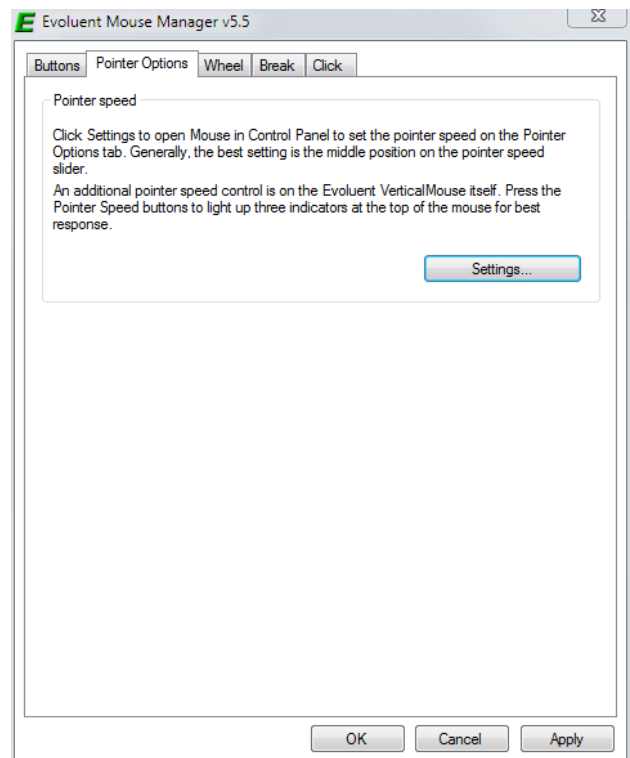 Evoluent Mouse Manager v5.5
Buttons Pointer Options Wheel Break Click
Pointer speed
Click Settings to open Mouse in Control Panel to set the pointer speed on the Pointer
Options tab. Generally, the best setting is the middle position on the pointer speed
slider.
An additional pointer speed control is on the Evoluent VerticalMouse itself. Press the
Pointer Speed buttons to light up three indicators at the top of the mouse for best
response.
Settings...
OK Cancel Apply